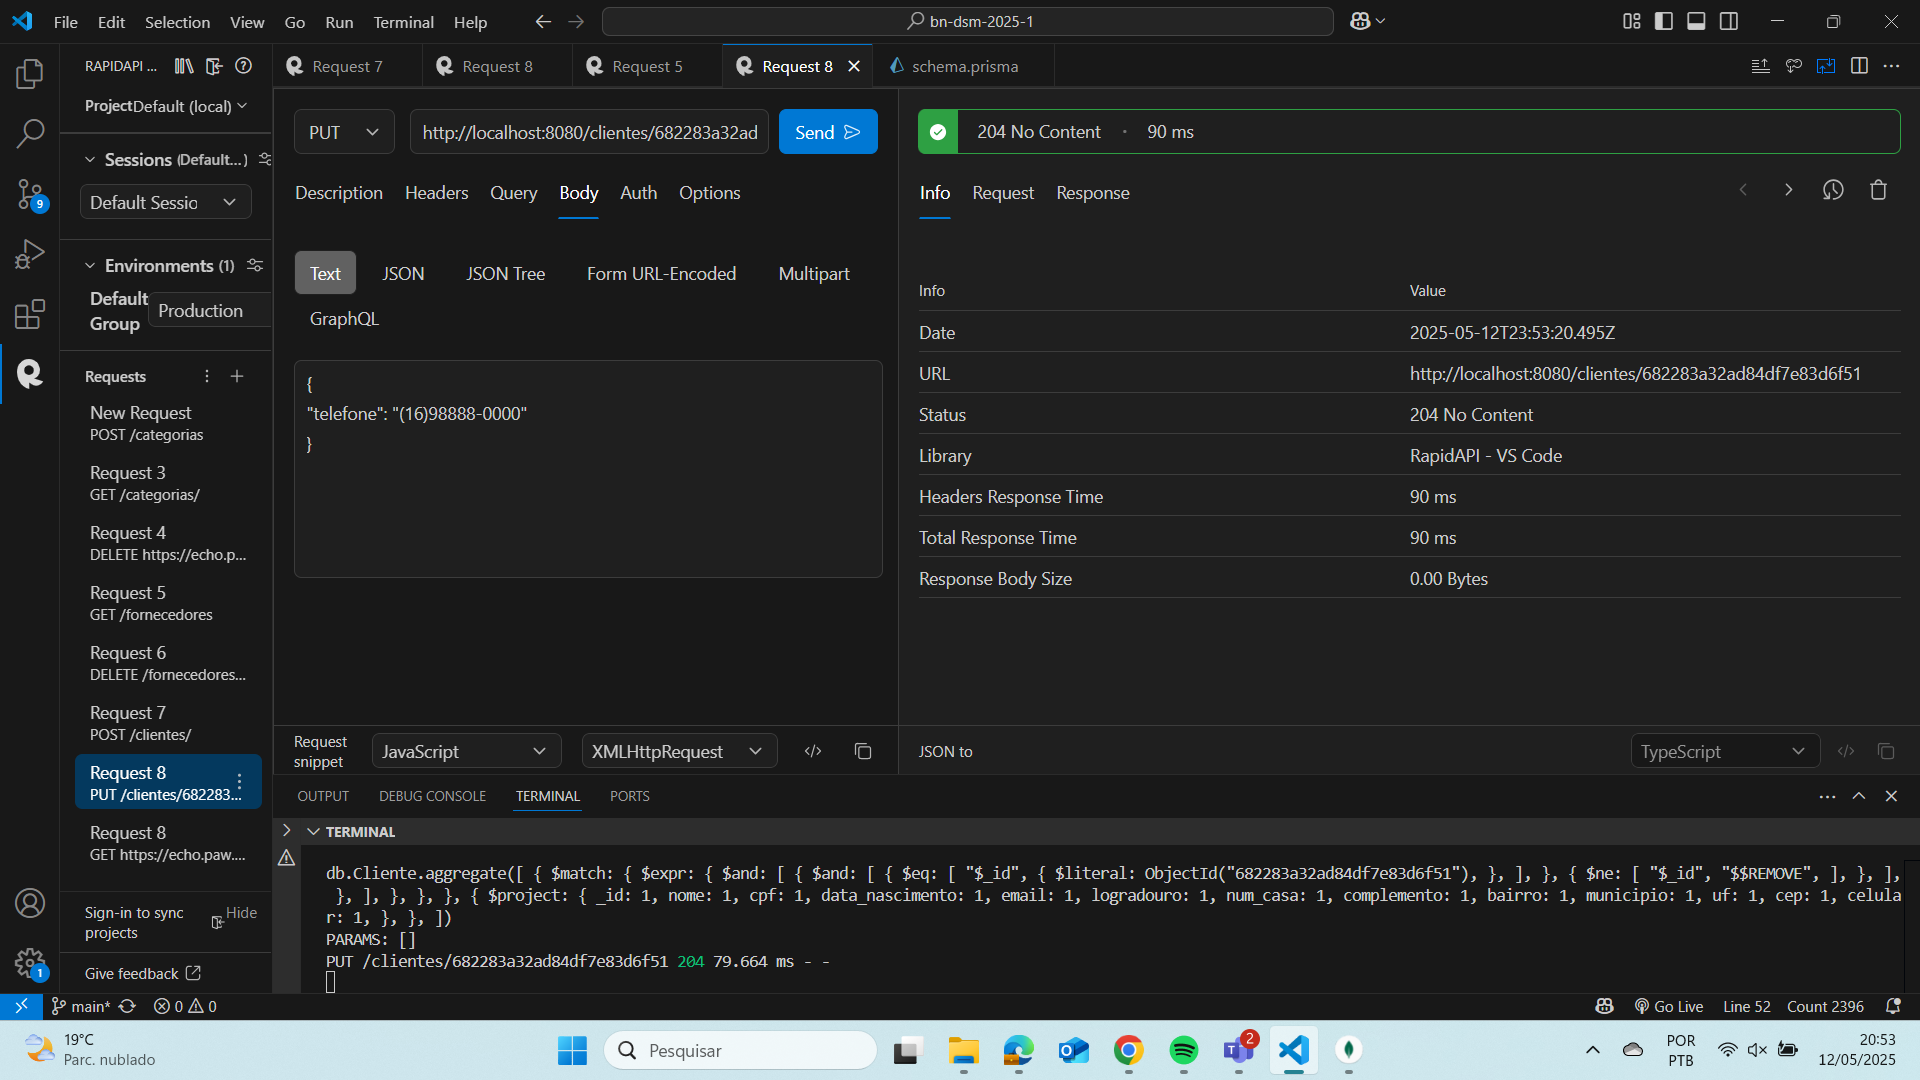 File Edit Selection View Go Run Terminal Help
bn-dsm-2025-1
RAPIDAPI ...
Request 7
Request 8
Request 5
Request 8
schema.prisma
Project Default (local)
Sessions (Default...)
Default Sessio
Environments (1)
Default Group
Production
Requests
New Request
POST /categorias
Request 3
GET /categorias/
Request 4
DELETE https://echo.p...
Request 5
GET /fornecedores
Request 6
DELETE /fornecedores...
Request 7
POST /clientes/
Request 8
PUT /clientes/682283...
Request 8
GET https://echo.paw....
Sign-in to sync projects
Hide
Give feedback
PUT
http://localhost:8080/clientes/682283a32ad
Send
Description Headers Query Body Auth Options
Text JSON JSON Tree Form URL-Encoded Multipart
GraphQL
{
"telefone": "(16)98888-0000"
}
Request snippet
JavaScript
XMLHttpRequest
204 No Content · 90 ms
Info Request Response
Info Value
Date 2025-05-12T23:53:20.495Z
URL http://localhost:8080/clientes/682283a32ad84df7e83d6f51
Status 204 No Content
Library RapidAPI - VS Code
Headers Response Time 90 ms
Total Response Time 90 ms
Response Body Size 0.00 Bytes
JSON to
TypeScript
OUTPUT DEBUG CONSOLE TERMINAL PORTS
TERMINAL
db.Cliente.aggregate([ { $match: { $expr: { $and: [ { $and: [ { $eq: [ "$_id", { $literal: ObjectId("682283a32ad84df7e83d6f51"), }, ], }, { $ne: [ "$_id", "$$REMOVE", ], }, ],
}, ], }, }, }, { $project: { _id: 1, nome: 1, cpf: 1, data_nascimento: 1, email: 1, logradouro: 1, num_casa: 1, complemento: 1, bairro: 1, municipio: 1, uf: 1, cep: 1, celula
r: 1, }, }, ])
PARAMS: []
PUT /clientes/682283a32ad84df7e83d6f51 204 79.664 ms - -
9
1
main*
0 0
Go Live
Line 52
Count 2396
19°C
Parc. nublado
Pesquisar
2
POR
PTB
20:53
12/05/2025